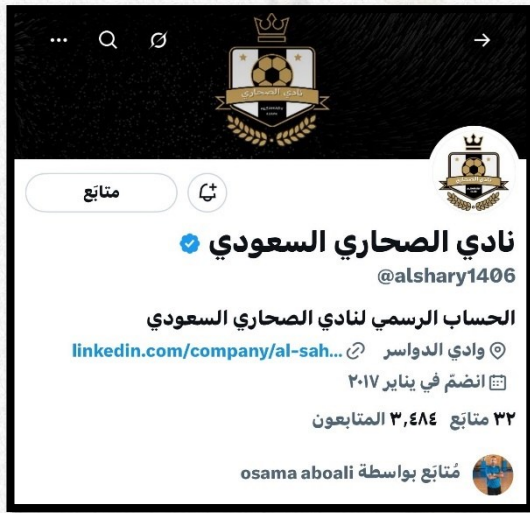 نادي الصحاري
متابَع
نادي الصحاري السعودي
@alshary1406
الحساب الرسمي لنادي الصحاري السعودي
وادي الدواسر linkedin.com/company/al-sah...
انضمّ في يناير ٢٠١٧
٣٢ متابَع ٣,٤٨٤ المتابعون
مُتابَع بواسطة osama aboali